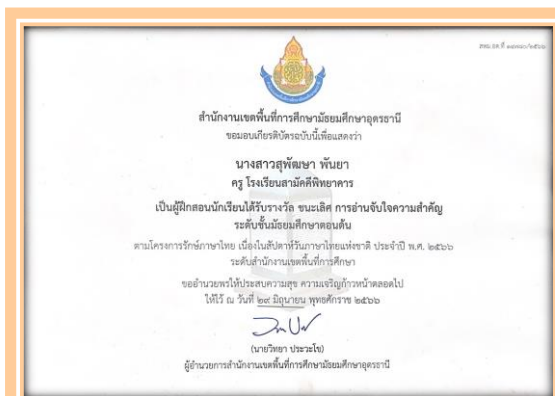 สพม.อด.ที่
สำนักงานเขตพื้นที่การศึกษามัธยมศึกษาอุดรธานี
ขอมอบเกียรติบัตรฉบับนี้เพื่อแสดงว่า
นางสาวสุพัฒษา พันยา
ครู โรงเรียนสามัคคีพิทยาคาร
เป็นผู้ฝึกสอนนักเรียนได้รับรางวัล ชนะเลิศ การอ่านจับใจความสำคัญ
ระดับชั้นมัธยมศึกษาตอนต้น
ตามโครงการรักษ์ภาษาไทย เนื่องในสัปดาห์วันภาษาไทยแห่งชาติ ประจำปี พ.ศ. ๒๕๖๖
ระดับสำนักงานเขตพื้นที่การศึกษา
ขออำนวยพรให้ประสบความสุข ความเจริญก้าวหน้าตลอดไป
ให้ไว้ ณ วันที่ ๒๙ มิถุนายน พุทธศักราช ๒๕๖๖
(นายวิทยา ประวะโข)
ผู้อำนวยการสำนักงานเขตพื้นที่การศึกษามัธยมศึกษาอุดรธานี